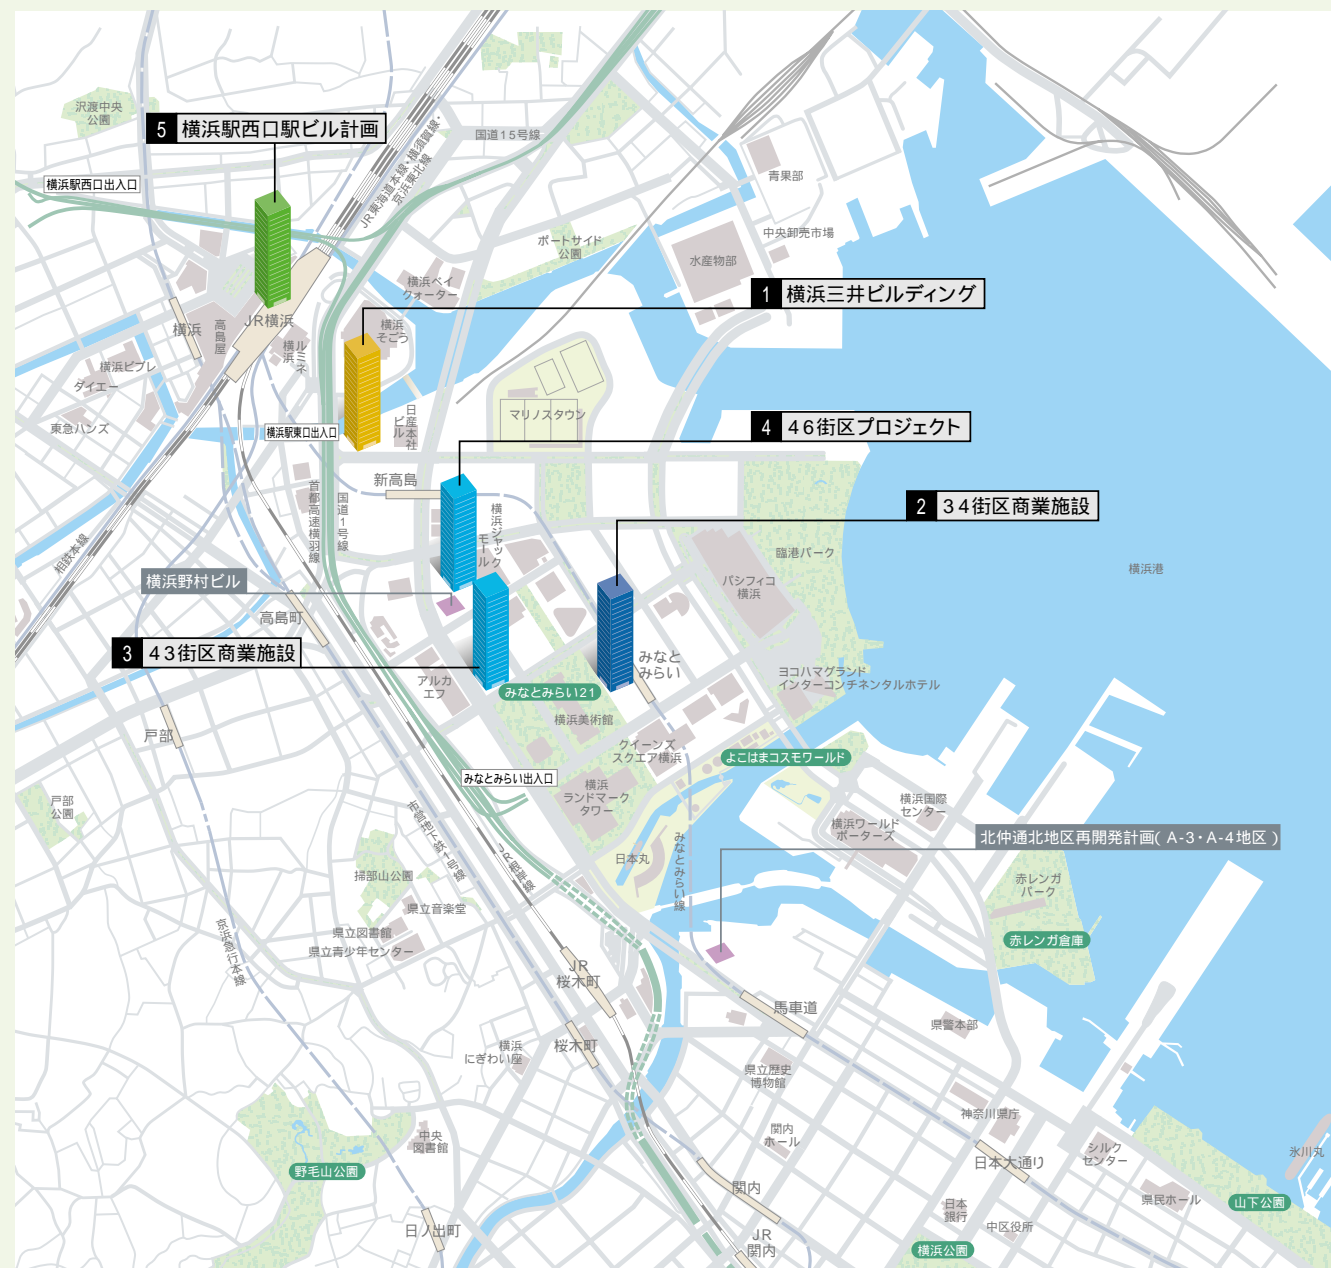 沢渡中央
公園
5 横浜駅西口駅ビル計画
国道15号線
JR東海道本線・横須賀線・
京浜東北線
横浜駅西口出入口
青果部
中央卸売市場
水産物部
ポートサイド
公園
横浜ベイ
クォーター
1 横浜三井ビルディング
横浜
JR横浜
高島屋
横浜
ルミネ
横浜
そごう
横浜ビブレ
ダイエー
東急ハンズ
マリノスタウン
日産本社
ビル
横浜駅東口出入口
4 46街区プロジェクト
新高島
2 34街区商業施設
首都高速横羽線
国道1号線
横浜ジャック
モール
相鉄本線
臨港パーク
パシフィコ
横浜
横浜港
横浜野村ビル
高島町
3 43街区商業施設
みなと
みらい
アルカ
エフ
みなとみらい21
ヨコハマグランド
インターコンチネンタルホテル
横浜美術館
戸部
クイーンズ
スクエア横浜
よこはまコスモワールド
みなとみらい出入口
横浜
ランドマーク
タワー
戸部
公園
横浜国際
センター
横浜ワールド
ポーターズ
北仲通北地区再開発計画( A-3・A-4地区 )
市営地下鉄1号線
JR根岸線
日本丸
みなとみらい線
掃部山公園
赤レンガ
パーク
県立音楽堂
県立図書館
県立青少年センター
赤レンガ倉庫
京浜急行本線
JR
桜木町
馬車道
県警本部
桜木町
横浜
にぎわい座
県立歴史
博物館
神奈川県庁
関内
ホール
中央
図書館
日本大通り
シルク
センター
氷川丸
野毛山公園
関内
県民ホール
山下公園
日本
銀行
中区役所
日ノ出町
JR
関内
横浜公園